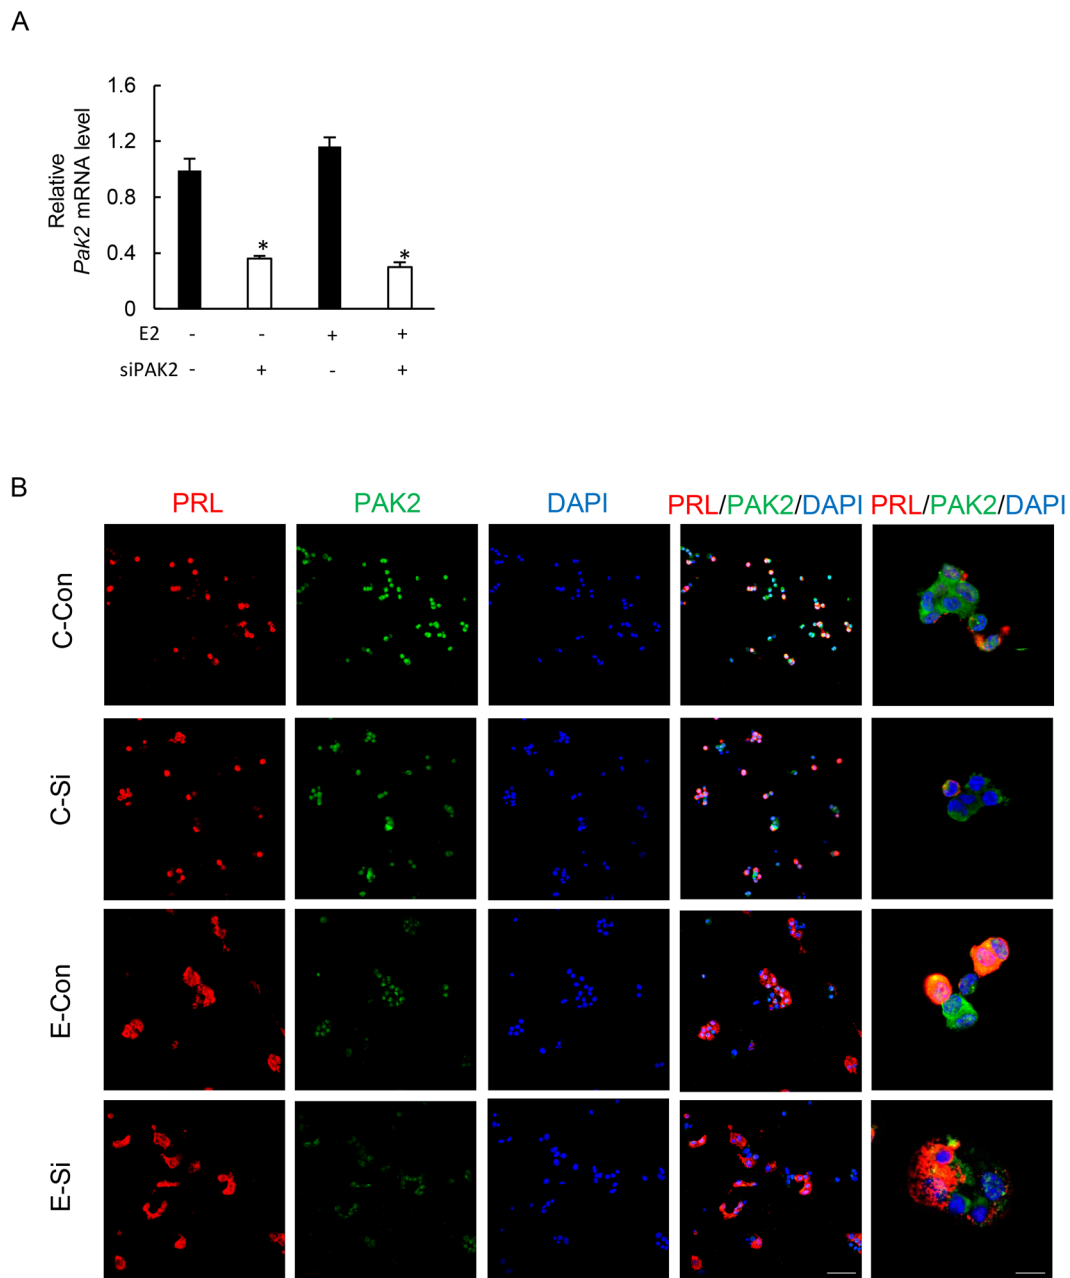 A
Relative
Pak2 mRNA level
1.6
1.2
0.8
0.4
0
*
*
E2 - - + +
siPAK2 - + - +
B
PRL PAK2 DAPI PRL/PAK2/DAPI PRL/PAK2/DAPI
C-Con
C-Si
E-Con
E-Si